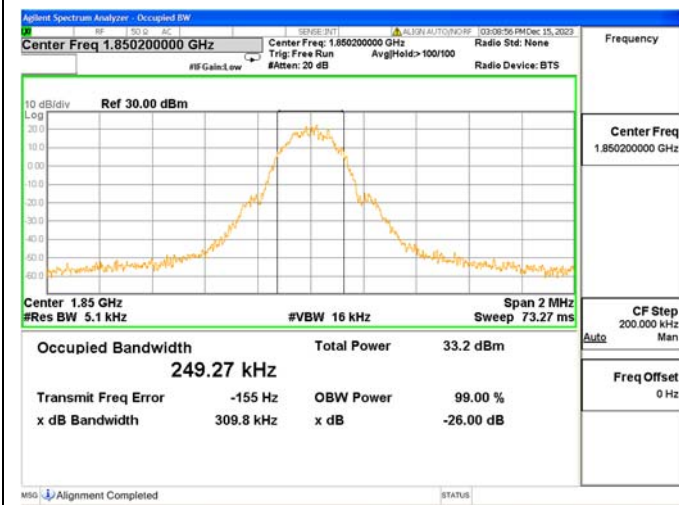 Agilent Spectrum Analyzer - Occupied BW
RF 50 Ω AC SENSE:INT ALIGN AUTO/NO RF 03:08:56 PM Dec 15, 2023
Center Freq 1.850200000 GHz
Center Freq: 1.850200000 GHz
Radio Std: None
Trig: Free Run Avg|Hold:> 100/100
#IFGain:Low #Atten: 20 dB Radio Device: BTS
10 dB/div Ref 30.00 dBm
Log
20.0
10.0
0.00
-10.0
-20.0
-30.0
-40.0
-50.0
-60.0
Center 1.85 GHz Span 2 MHz
#Res BW 5.1 kHz #VBW 16 kHz Sweep 73.27 ms
Occupied Bandwidth Total Power 33.2 dBm
249.27 kHz
Transmit Freq Error -155 Hz OBW Power 99.00 %
x dB Bandwidth 309.8 kHz x dB -26.00 dB
MSG Alignment Completed STATUS
Frequency
Center Freq
1.850200000 GHz
CF Step
200.000 kHz
Auto Man
Freq Offset
0 Hz